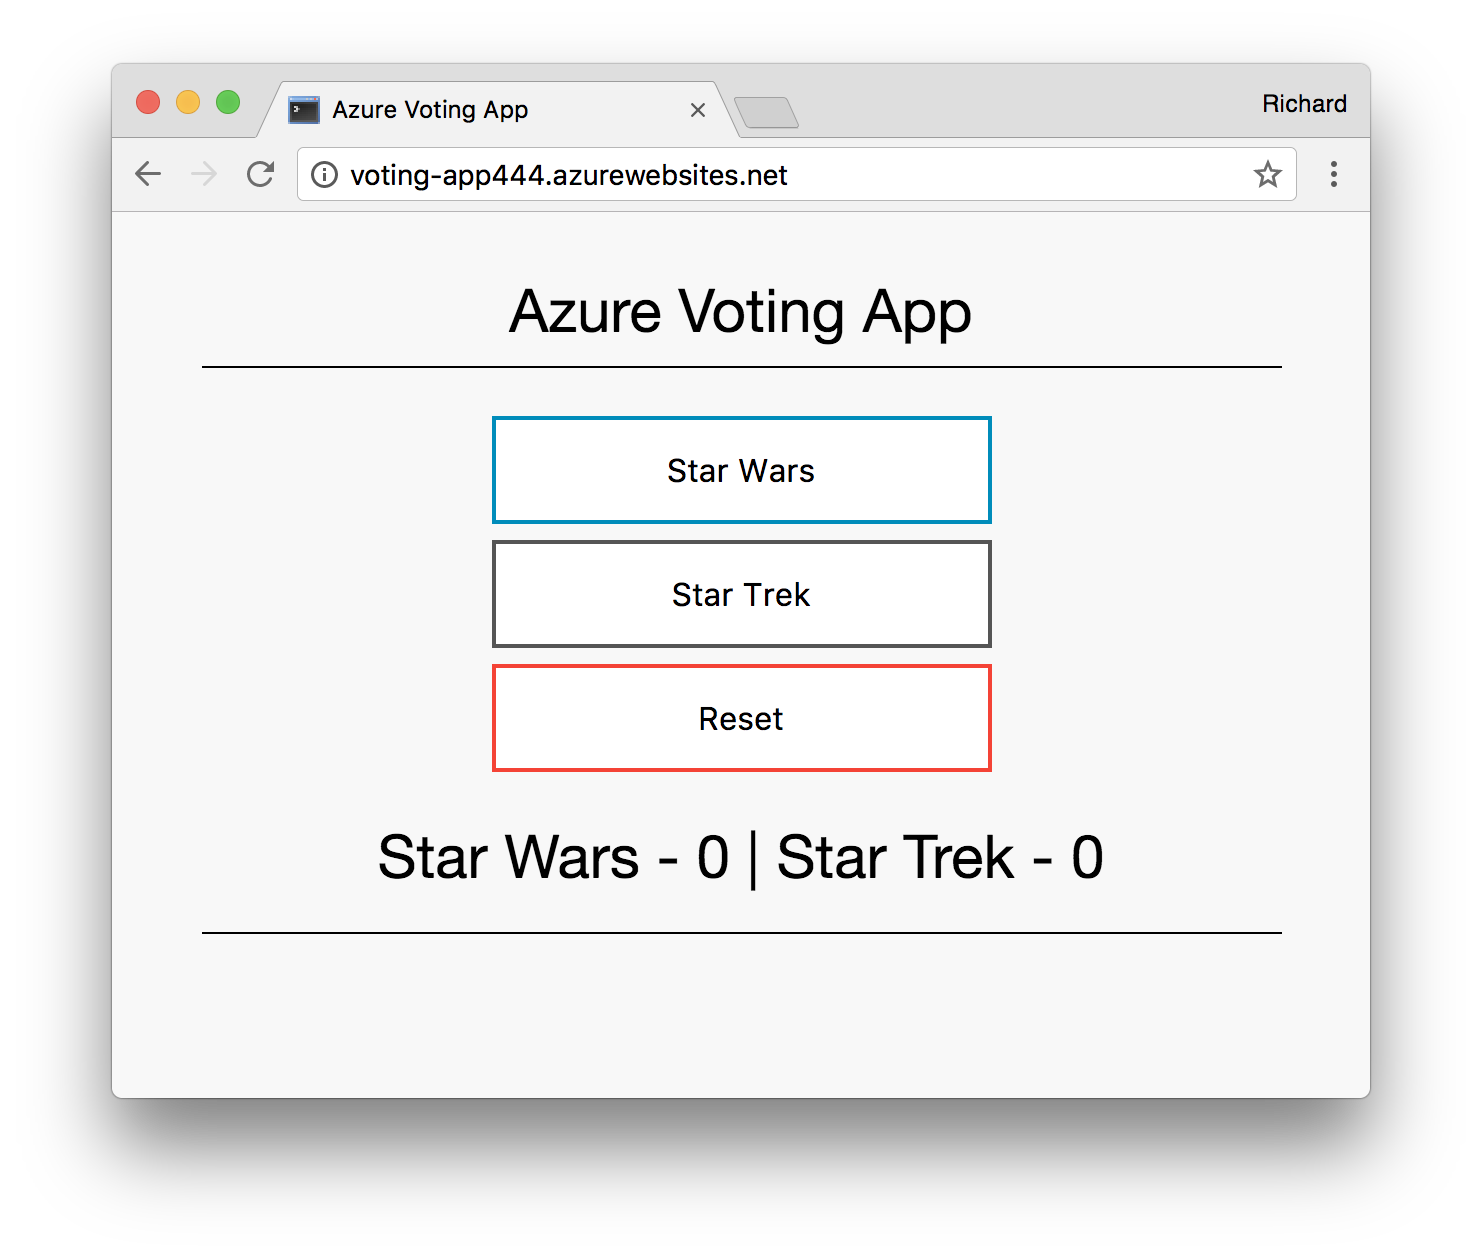 Azure Voting App
Richard
voting-app444.azurewebsites.net
Azure Voting App
Star Wars
Star Trek
Reset
Star Wars - 0 | Star Trek - 0